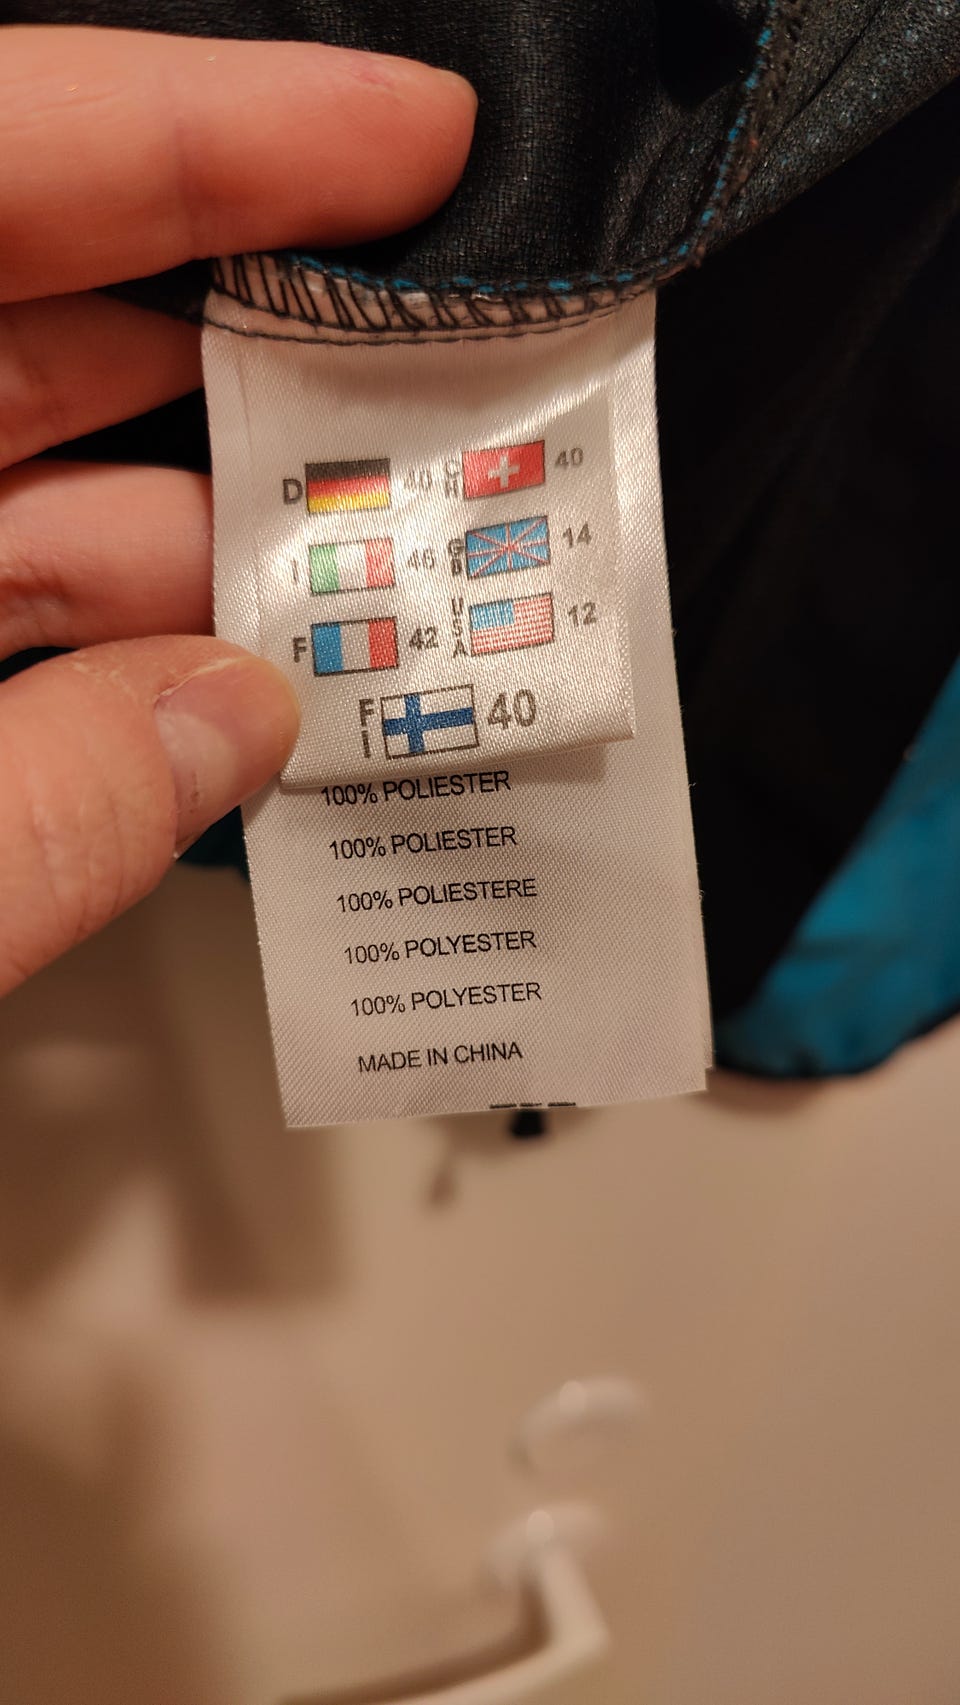 D 40 CH 40
I 46 GB 14
F 42 USA 12
FI 40
100% POLIESTER
100% POLIESTER
100% POLIESTERE
100% POLYESTER
100% POLYESTER
MADE IN CHINA